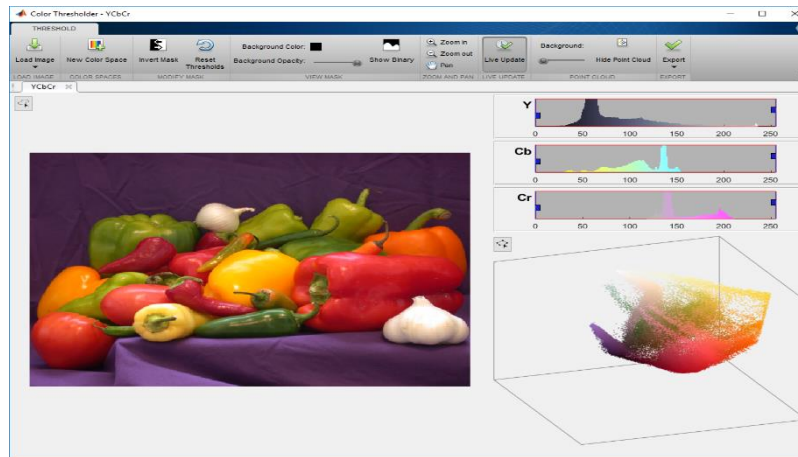 Color Thresholder - YCbCr
THRESHOLD
Load Image
New Color Space
Invert Mask
Reset Thresholds
Background Color:
Background Opacity:
Show Binary
Zoom in
Zoom out
Pan
Live Update
Background:
Hide Point Cloud
Export
LOAD IMAGE COLOR SPACES MODIFY MASK VIEW MASK ZOOM AND PAN LIVE UPDATE POINT CLOUD EXPORT
YCbCr
Y
0 50 100 150 200 250
Cb
0 50 100 150 200 250
Cr
0 50 100 150 200 250